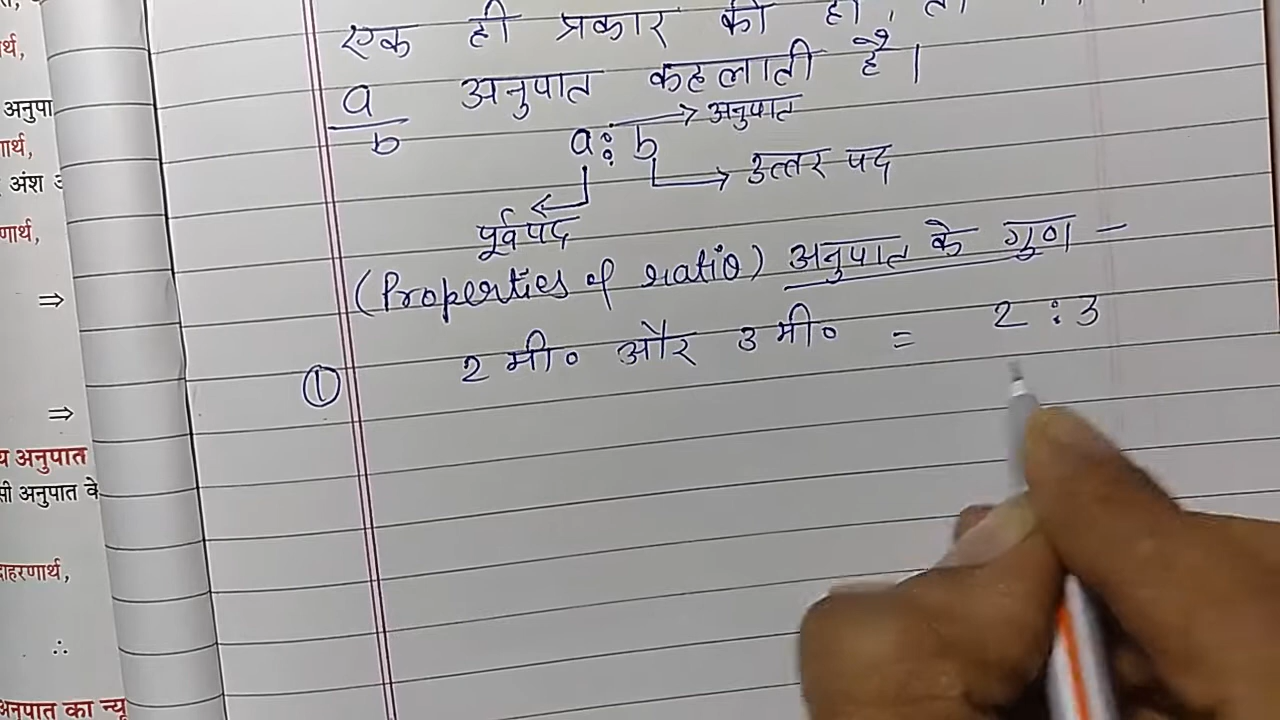 एक ही प्रकार की हो,
a/b अनुपात कहलाती है।
a : b → अनुपात
→ उत्तर पद
पूर्वपद
(Properties of ratio) अनुपात के गुण –
① 2 मी० और 3 मी० = 2 : 3
अनुपा
अंश
⇒
⇒
अनुपात
अनुपात के
∴
अनुपात का न्यू